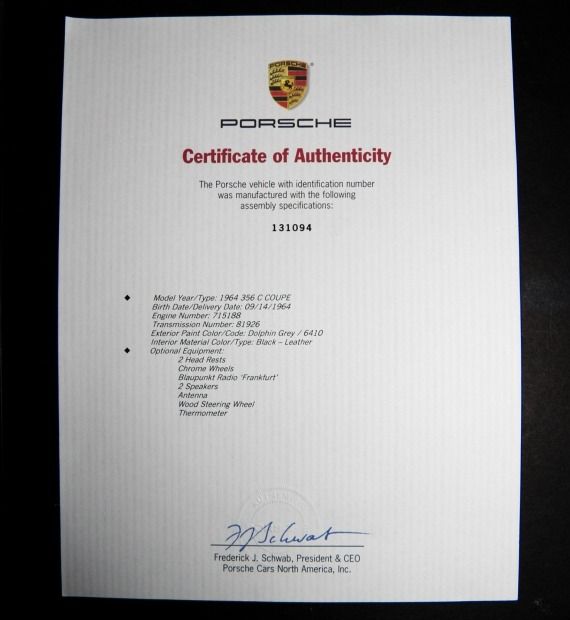 PORSCHE
PORSCHE
Certificate of Authenticity
The Porsche vehicle with identification number
was manufactured with the following
assembly specifications:
131094
Model Year/Type: 1964 356 C COUPE
Birth Date/Delivery Date: 09/14/1964
Engine Number: 715188
Transmission Number: 81926
Exterior Paint Color/Code: Dolphin Grey / 6410
Interior Material Color/Type: Black – Leather
Optional Equipment:
2 Head Rests
Chrome Wheels
Blaupunkt Radio 'Frankfurt'
2 Speakers
Antenna
Wood Steering Wheel
Thermometer
FJSchwab
Frederick J. Schwab, President & CEO
Porsche Cars North America, Inc.